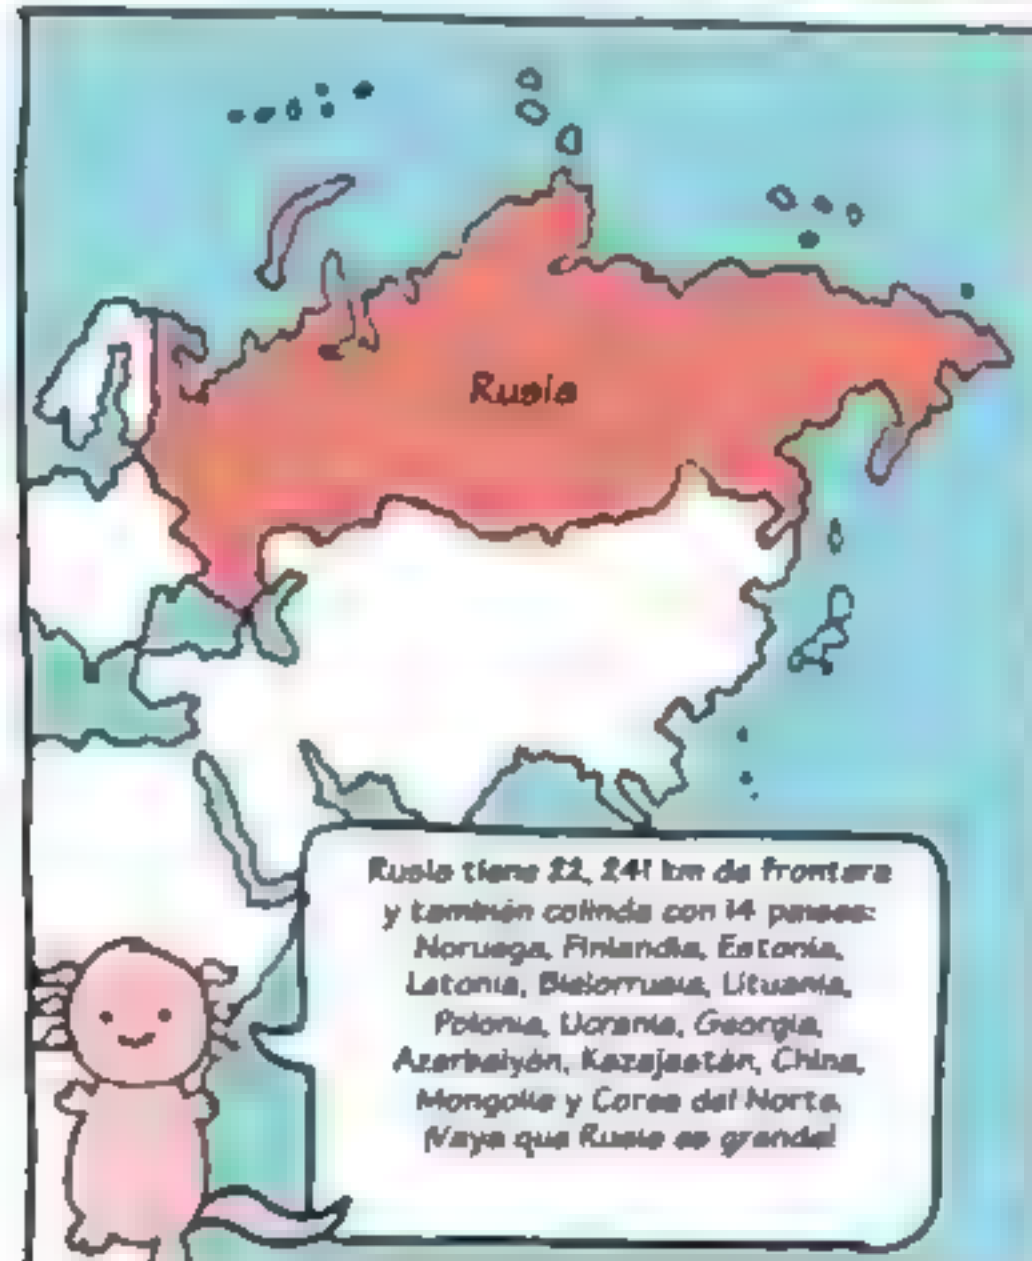 Rusia
Rusia tiene 22, 241 km de frontera
y también colinda con 14 países:
Noruega, Finlandia, Estonia,
Letonia, Bielorrusia, Lituania,
Polonia, Ucrania, Georgia,
Azerbaiyán, Kazajastán, China,
Mongolia y Corea del Norte.
¡Vaya que Rusia es grande!